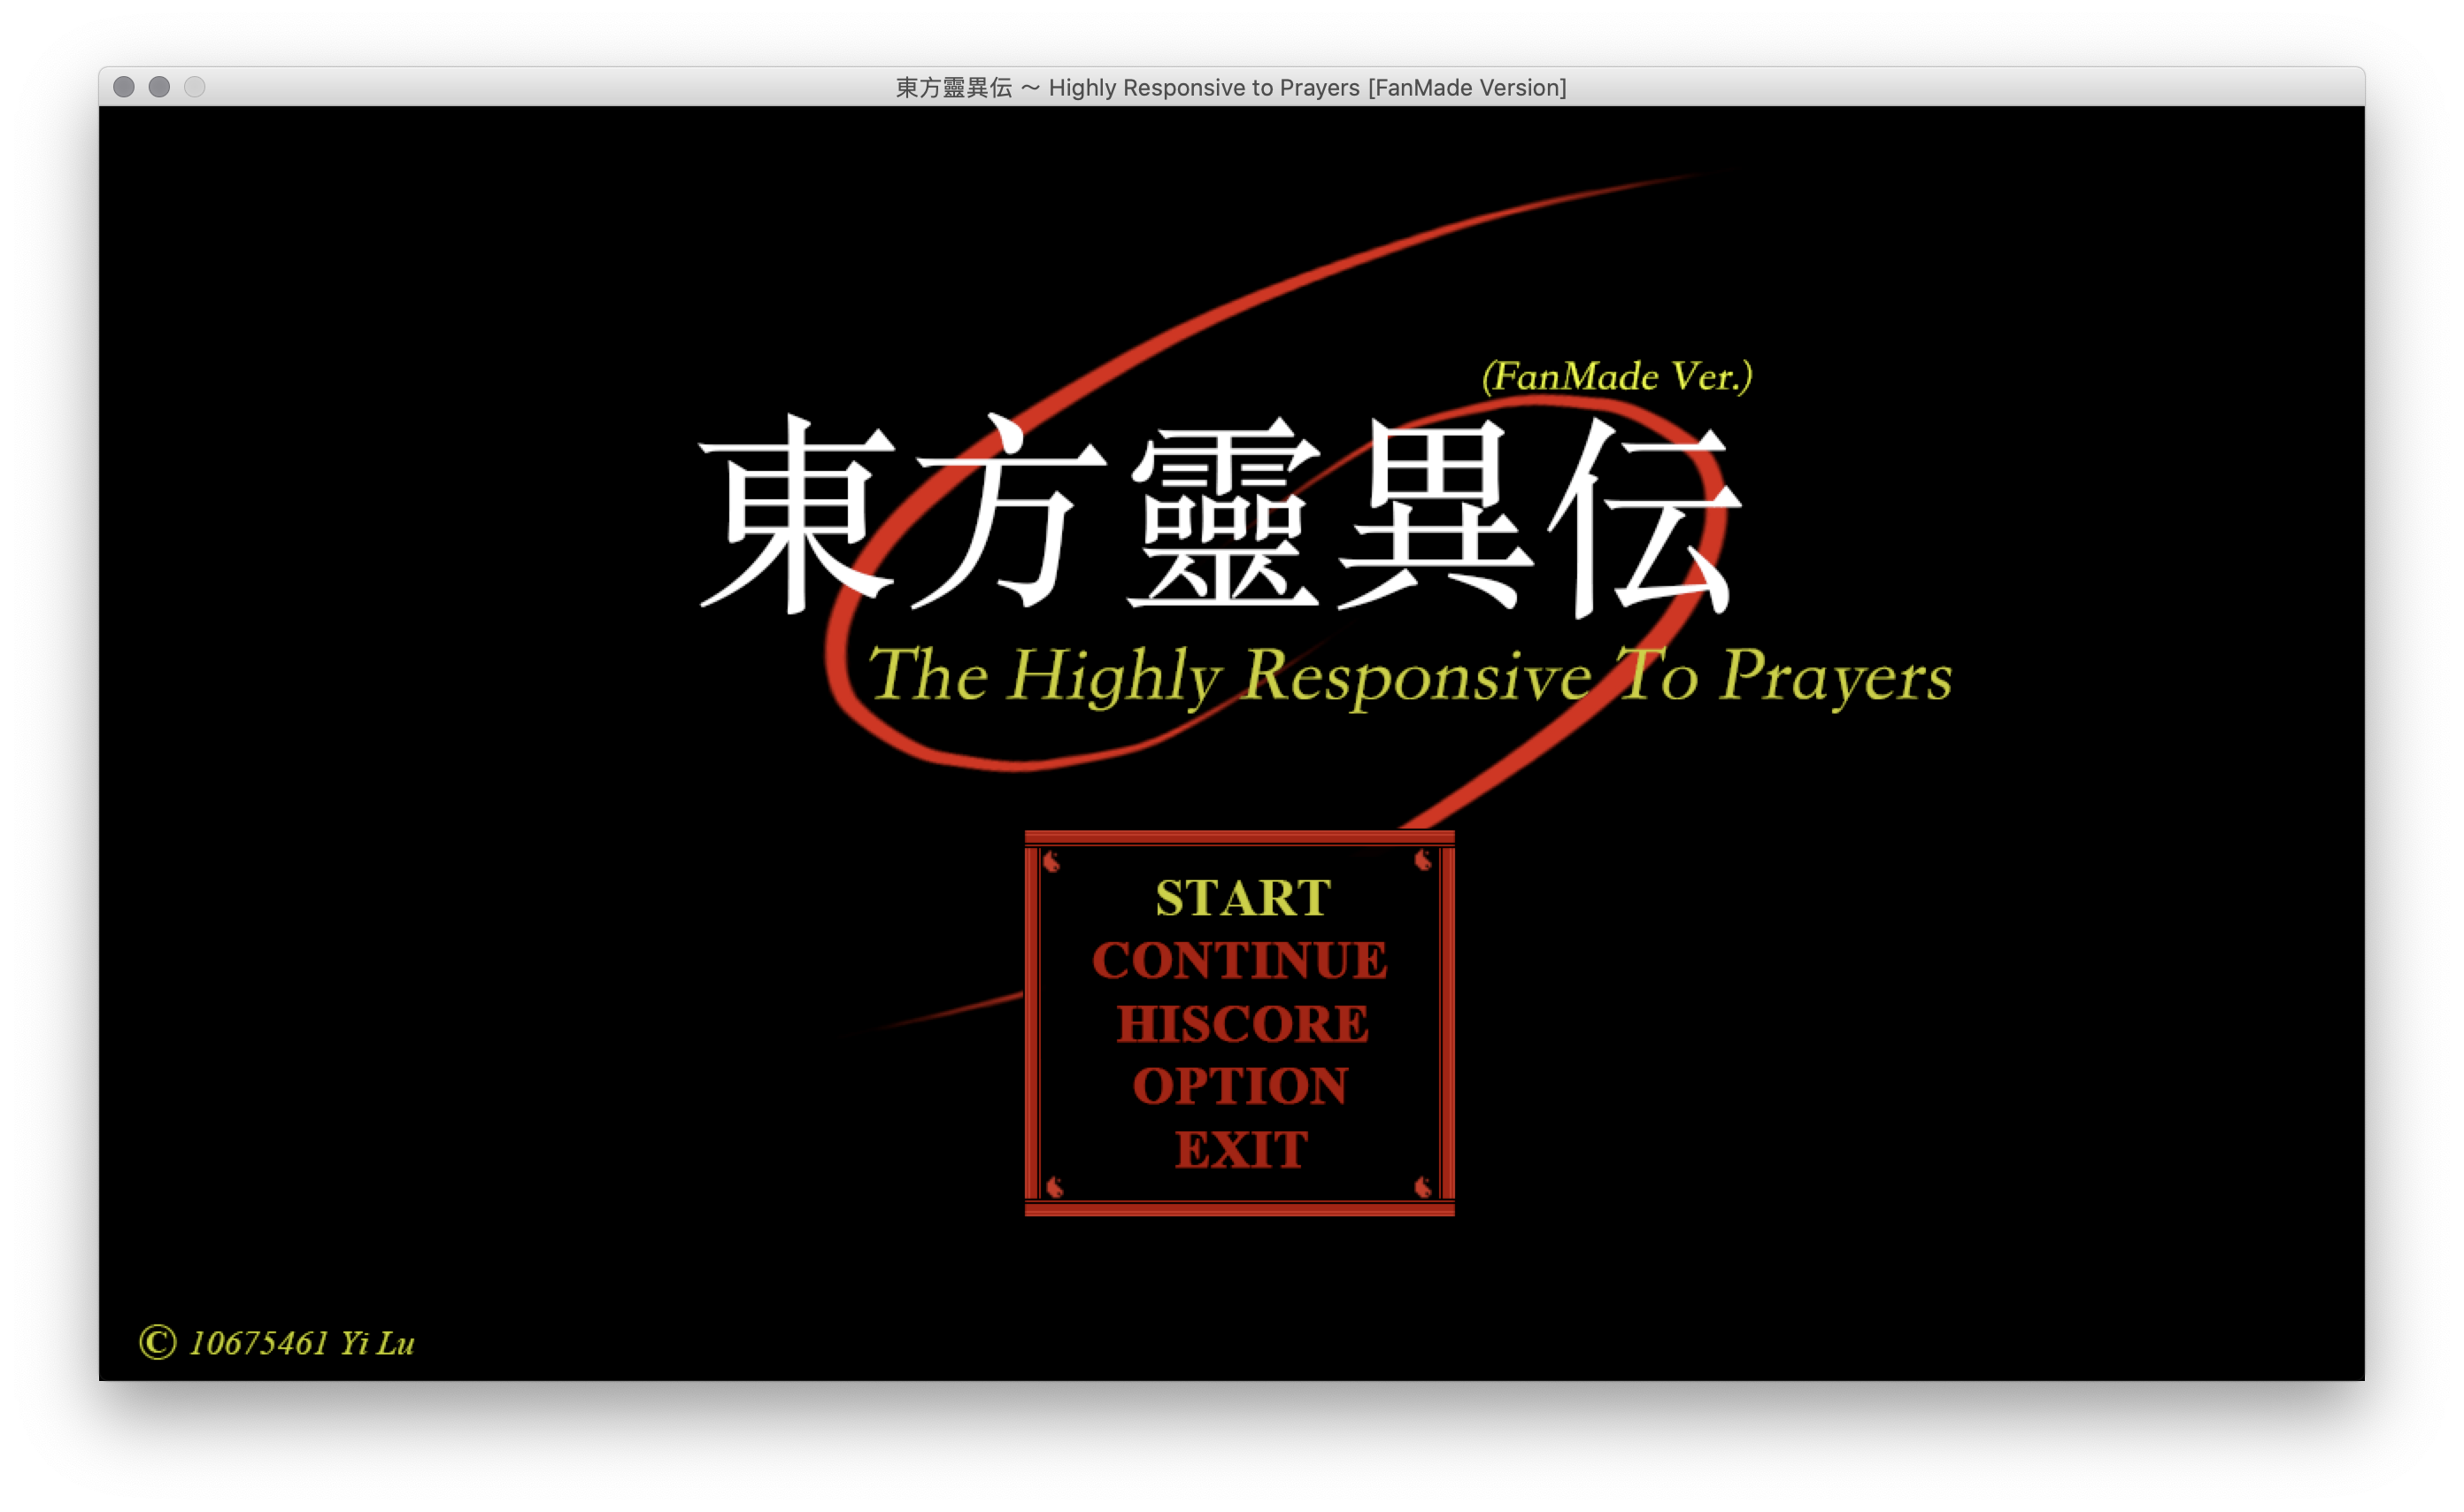 東方靈異伝 ～ Highly Responsive to Prayers [FanMade Version]
(FanMade Ver.)
東方靈異伝
The Highly Responsive To Prayers
START
CONTINUE
HISCORE
OPTION
EXIT
© 10675461 Yi Lu